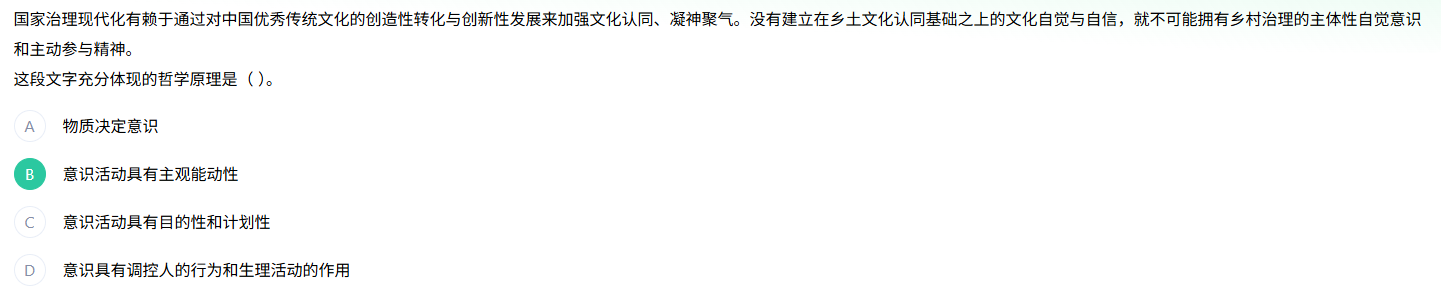 国家治理现代化有赖于通过对中国优秀传统文化的创造性转化与创新性发展来加强文化认同、凝神聚气。没有建立在乡土文化认同基础之上的文化自觉与自信，就不可能拥有乡村治理的主体性自觉意识
和主动参与精神。
这段文字充分体现的哲学原理是（ ）。
A 物质决定意识
B 意识活动具有主观能动性
C 意识活动具有目的性和计划性
D 意识具有调控人的行为和生理活动的作用